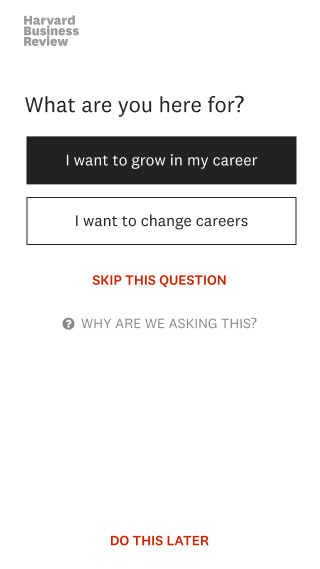 Harvard
Business
Review
What are you here for?
I want to grow in my career
I want to change careers
SKIP THIS QUESTION
? WHY ARE WE ASKING THIS?
DO THIS LATER